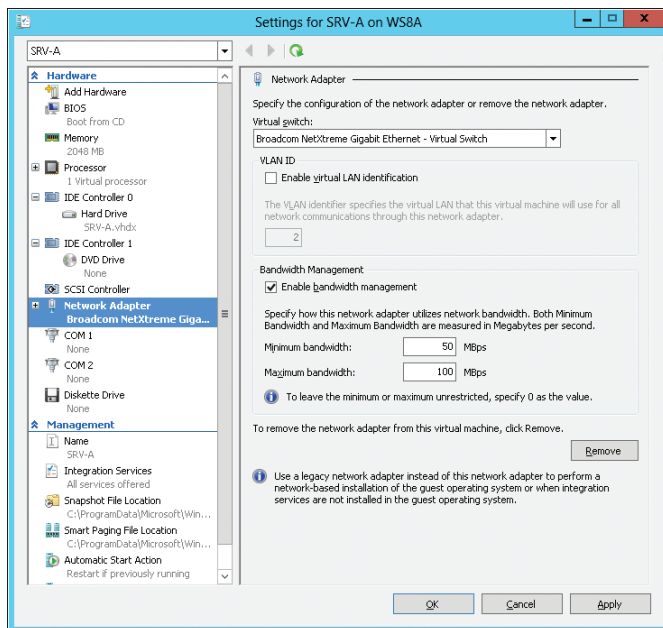 Settings for SRV-A on WS8A
SRV-A
Hardware
Add Hardware
BIOS
Boot from CD
Memory
2048 MB
Processor
1 Virtual processor
IDE Controller 0
Hard Drive
SRV-A.vhdx
IDE Controller 1
DVD Drive
None
SCSI Controller
Network Adapter
Broadcom NetXtreme Giga...
COM 1
None
COM 2
None
Diskette Drive
None
Management
Name
SRV-A
Integration Services
All services offered
Snapshot File Location
C:\ProgramData\Microsoft\Win...
Smart Paging File Location
C:\ProgramData\Microsoft\Win...
Automatic Start Action
Restart if previously running
Network Adapter
Specify the configuration of the network adapter or remove the network adapter.
Virtual switch:
Broadcom NetXtreme Gigabit Ethernet - Virtual Switch
VLAN ID
Enable virtual LAN identification
The VLAN identifier specifies the virtual LAN that this virtual machine will use for all
network communications through this network adapter.
2
Bandwidth Management
Enable bandwidth management
Specify how this network adapter utilizes network bandwidth. Both Minimum
Bandwidth and Maximum Bandwidth are measured in Megabytes per second.
Minimum bandwidth: 50 MBps
Maximum bandwidth: 100 MBps
To leave the minimum or maximum unrestricted, specify 0 as the value.
To remove the network adapter from this virtual machine, click Remove.
Remove
Use a legacy network adapter instead of this network adapter to perform a
network-based installation of the guest operating system or when integration
services are not installed in the guest operating system.
OK Cancel Apply